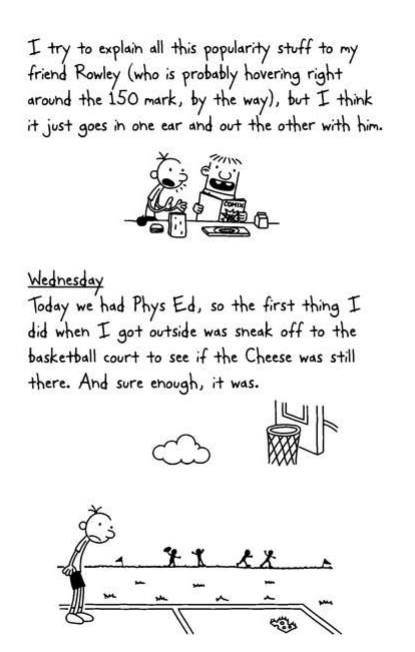 I try to explain all this popularity stuff to my
friend Rowley (who is probably hovering right
around the 150 mark, by the way), but I think
it just goes in one ear and out the other with him.
COMIX
Wednesday
Today we had Phys Ed, so the first thing I
did when I got outside was sneak off to the
basketball court to see if the Cheese was still
there. And sure enough, it was.